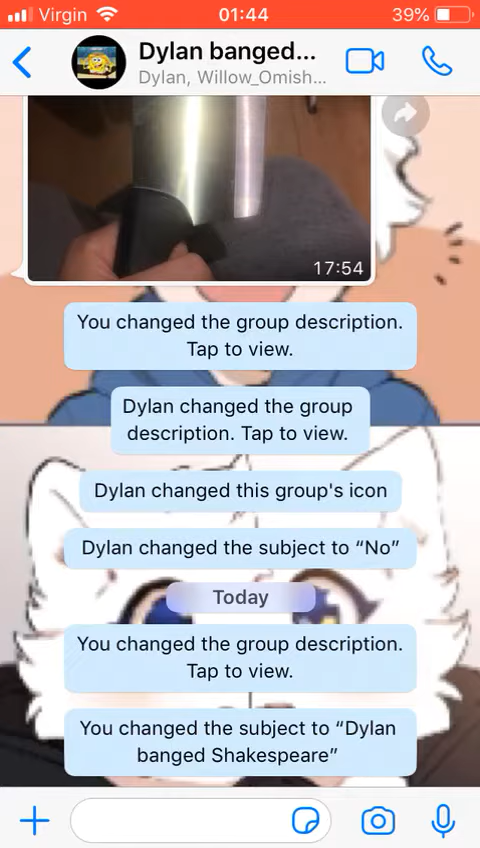 Virgin 01:44 39%
Dylan banged...
Dylan, Willow_Omish...
17:54
You changed the group description.
Tap to view.
Dylan changed the group
description. Tap to view.
Dylan changed this group's icon
Dylan changed the subject to “No”
Today
You changed the group description.
Tap to view.
You changed the subject to “Dylan
banged Shakespeare”